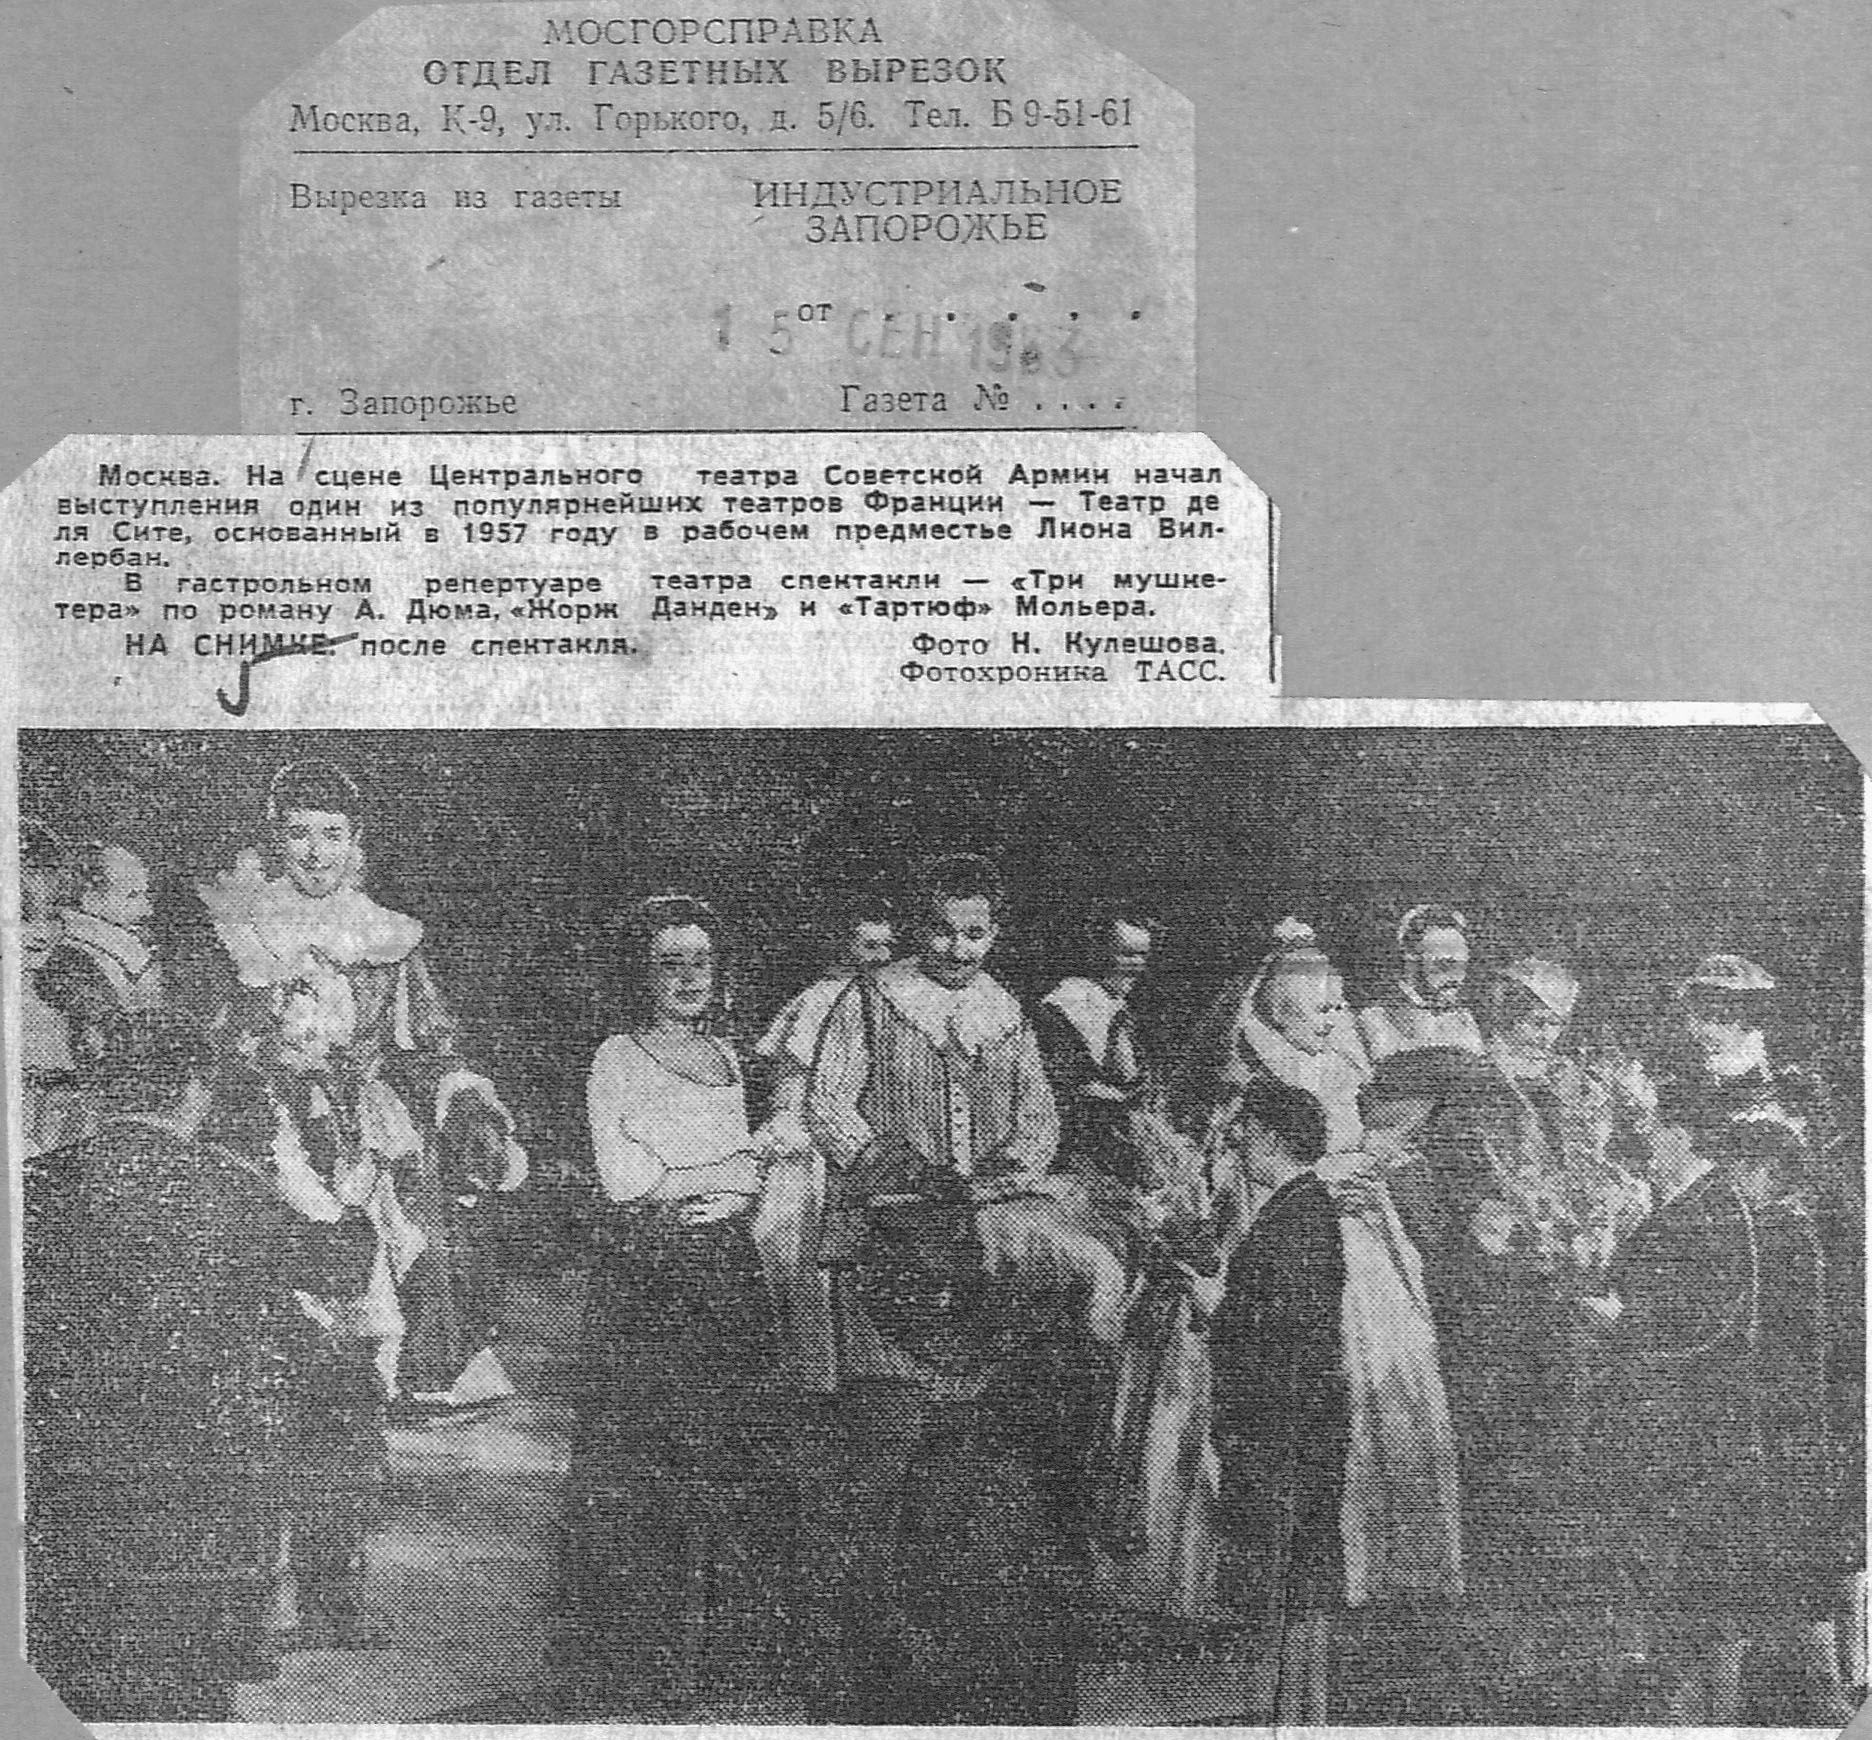 МОСГОРСПРАВКА
ОТДЕЛ ГАЗЕТНЫХ ВЫРЕЗОК
Москва, К-9, ул. Горького, д. 5/6. Тел. Б 9-51-61
Вырезка из газеты ИНДУСТРИАЛЬНОЕ
ЗАПОРОЖЬЕ
от . . . . .
15 СЕН 1963
г. Запорожье Газета № . . . .
Москва. На сцене Центрального театра Советской Армии начал
выступления один из популярнейших театров Франции — Театр де
ля Сите, основанный в 1957 году в рабочем предместье Лиона Вил-
лербан.
В гастрольном репертуаре театра спектакли — «Три мушке-
тера» по роману А. Дюма, «Жорж Данден» и «Тартюф» Мольера.
НА СНИМКЕ: после спектакля. Фото Н. Кулешова.
Фотохроника ТАСС.